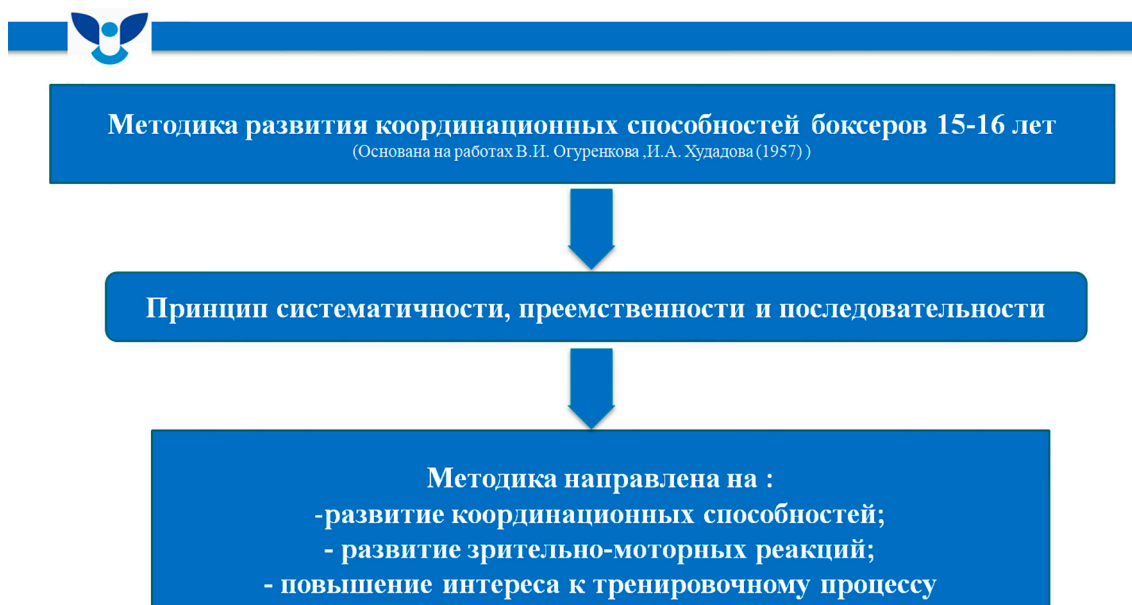 Методика развития координационных способностей боксеров 15-16 лет
(Основана на работах В.И. Огуренкова ,И.А. Худадова (1957) )
Принцип систематичности, преемственности и последовательности
Методика направлена на :
-развитие координационных способностей;
- развитие зрительно-моторных реакций;
- повышение интереса к тренировочному процессу